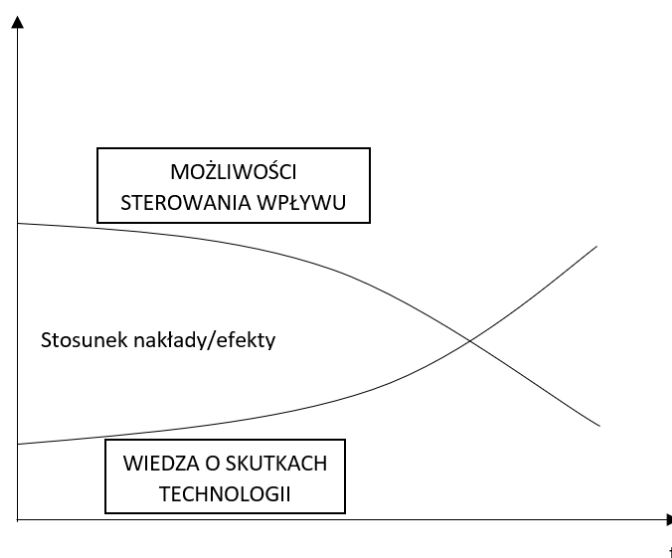 MOŻLIWOŚCI
STEROWANIA WPŁYWU
Stosunek nakłady/efekty
WIEDZA O SKUTKACH
TECHNOLOGII